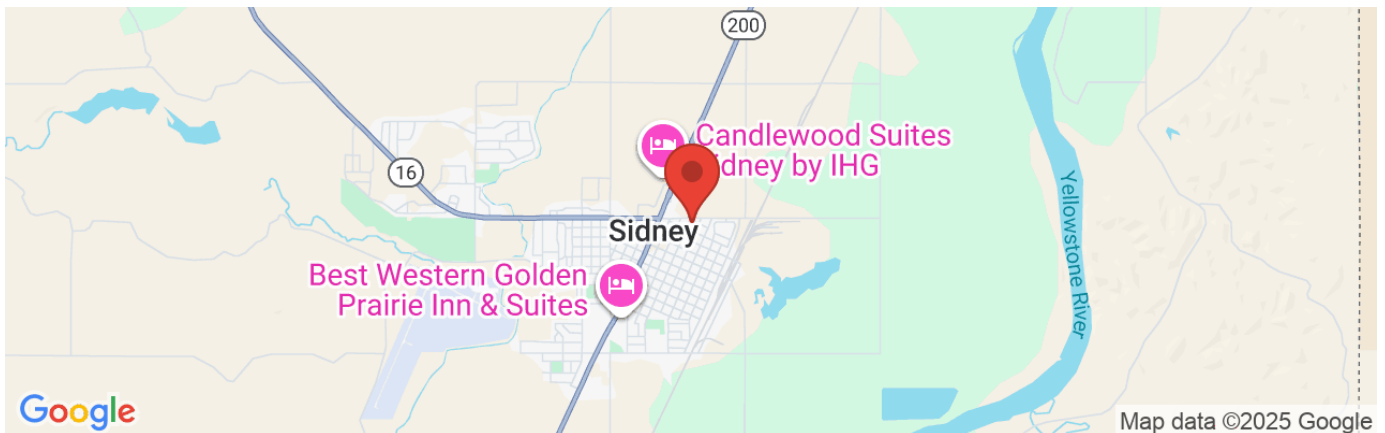 200
Candlewood Suites
idney by IHG
16
Sidney
Best Western Golden
Prairie Inn & Suites
Yellowstone River
Google
Map data ©2025 Google